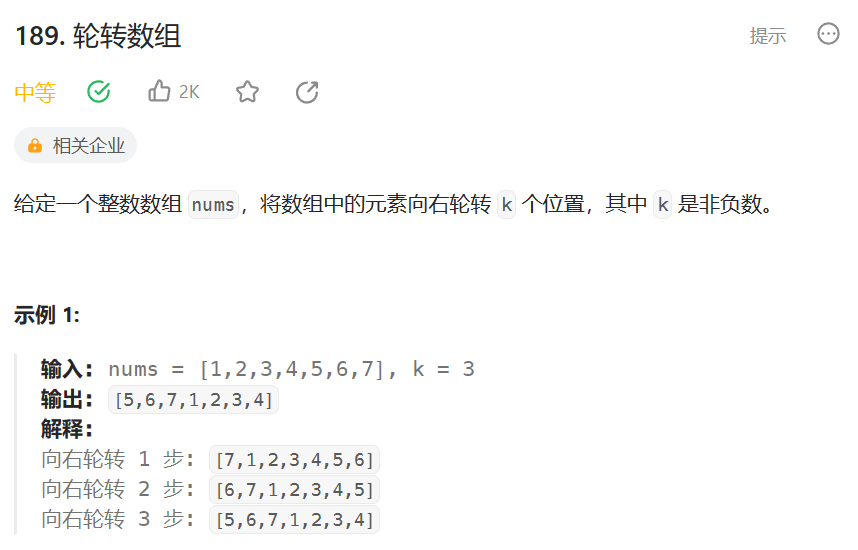 189. 轮转数组
提示
中等 2K
相关企业
给定一个整数数组 nums，将数组中的元素向右轮转 k 个位置，其中 k 是非负数。
示例 1:
输入: nums = [1,2,3,4,5,6,7], k = 3
输出: [5,6,7,1,2,3,4]
解释:
向右轮转 1 步: [7,1,2,3,4,5,6]
向右轮转 2 步: [6,7,1,2,3,4,5]
向右轮转 3 步: [5,6,7,1,2,3,4]